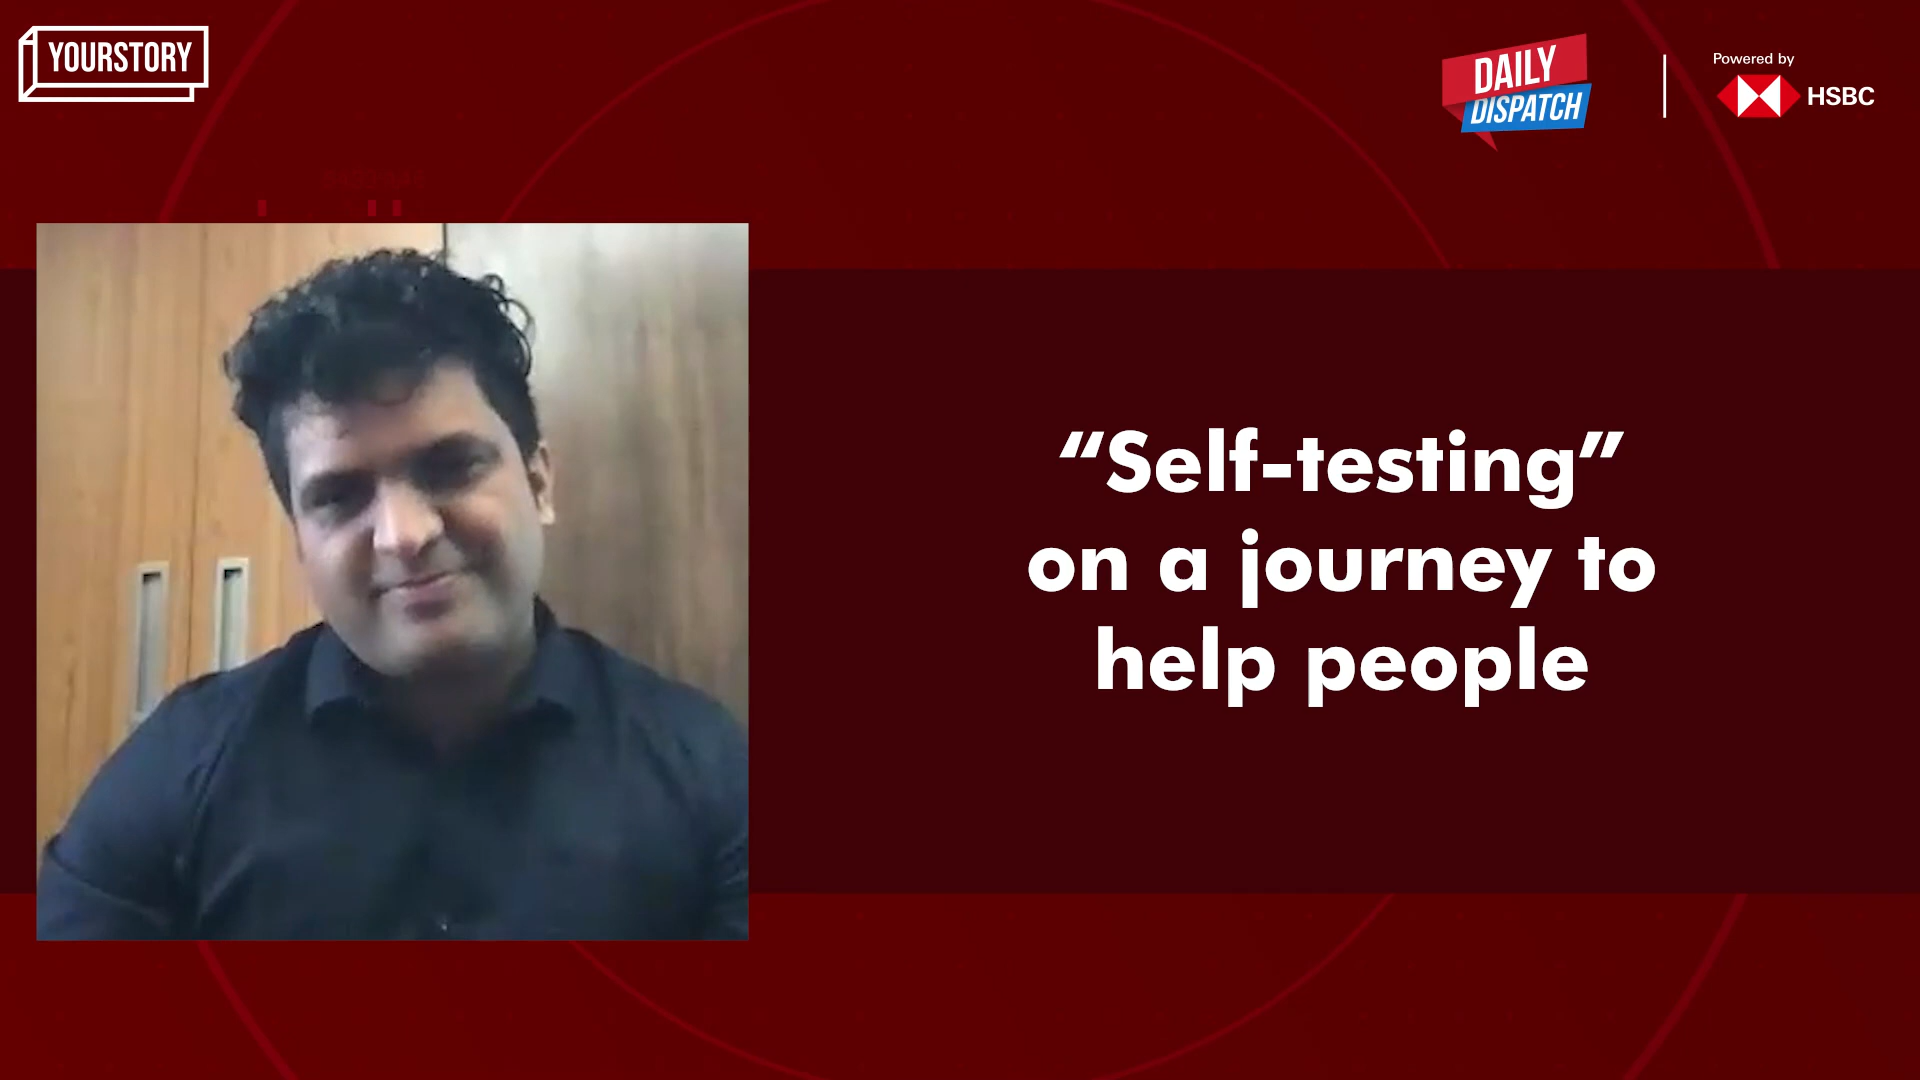 YOURSTORY
DAILY
DISPATCH
Powered by
HSBC
“Self-testing”
on a journey to
help people